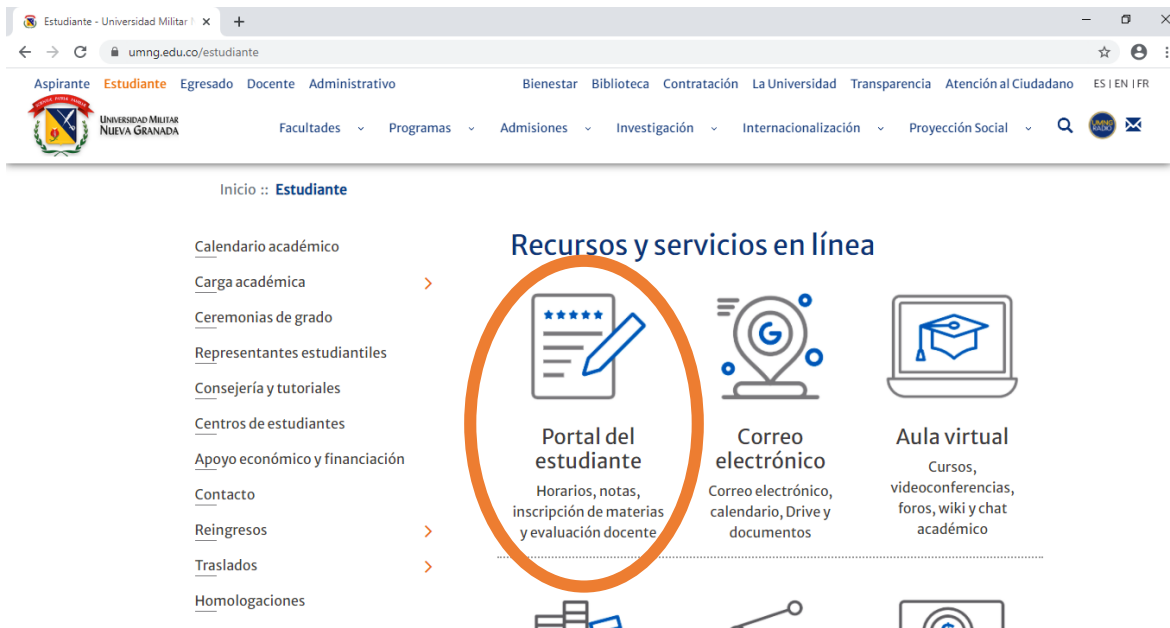 Estudiante - Universidad Militar
umng.edu.co/estudiante
Aspirante Estudiante Egresado Docente Administrativo Bienestar Biblioteca Contratación La Universidad Transparencia Atención al Ciudadano ES | EN | FR
UNIVERSIDAD MILITAR
NUEVA GRANADA
Facultades Programas Admisiones Investigación Internacionalización Proyección Social
UMNG
RADIO
Inicio :: Estudiante
Calendario académico
Carga académica
Ceremonias de grado
Representantes estudiantiles
Consejería y tutoriales
Centros de estudiantes
Apoyo económico y financiación
Contacto
Reingresos
Traslados
Homologaciones
Recursos y servicios en línea
Portal del
estudiante
Horarios, notas,
inscripción de materias
y evaluación docente
G
Correo
electrónico
Correo electrónico,
calendario, Drive y
documentos
Aula virtual
Cursos,
videoconferencias,
foros, wiki y chat
académico
$